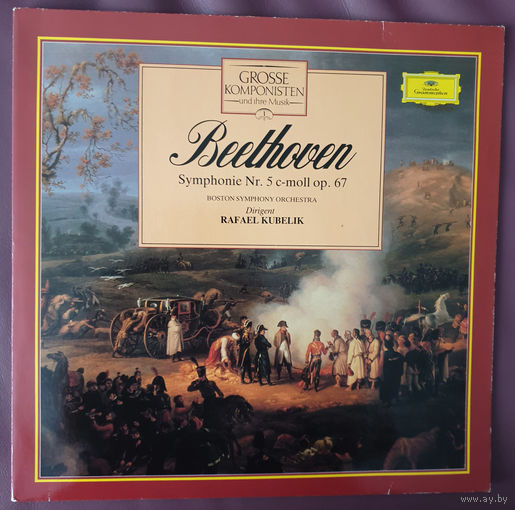 GROSSE
KOMPONISTEN
und ihre Musik
1
Deutsche
Grammophon
Beethoven
Symphonie Nr. 5 c-moll op. 67
BOSTON SYMPHONY ORCHESTRA
Dirigent
RAFAEL KUBELIK
www.ay.by